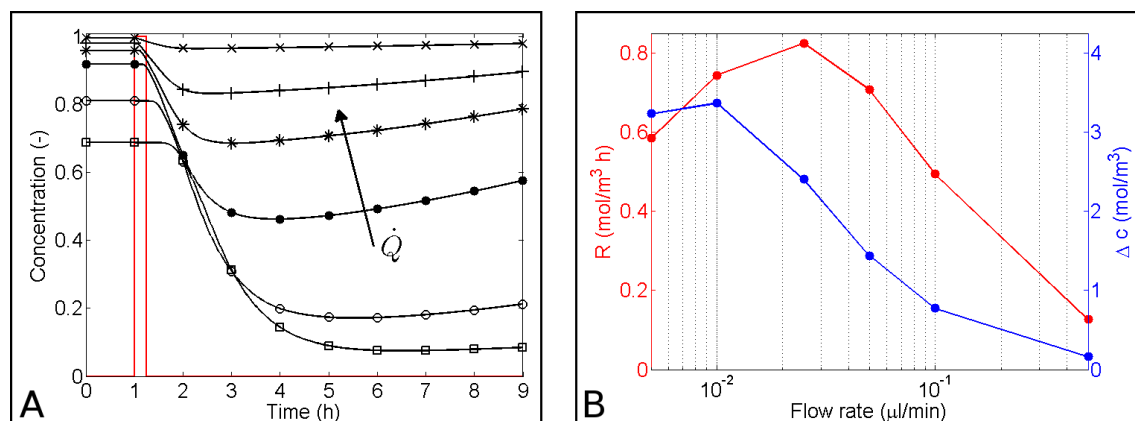 1
0.8
0.6
0.4
0.2
0
Concentration (-)
0 1 2 3 4 5 6 7 8 9
Time (h)
Q̇
A
0.8
0.6
0.4
0.2
0
R (mol/m³ h)
4
3
2
1
0
Δ c (mol/m³)
10⁻² 10⁻¹
Flow rate (μl/min)
B